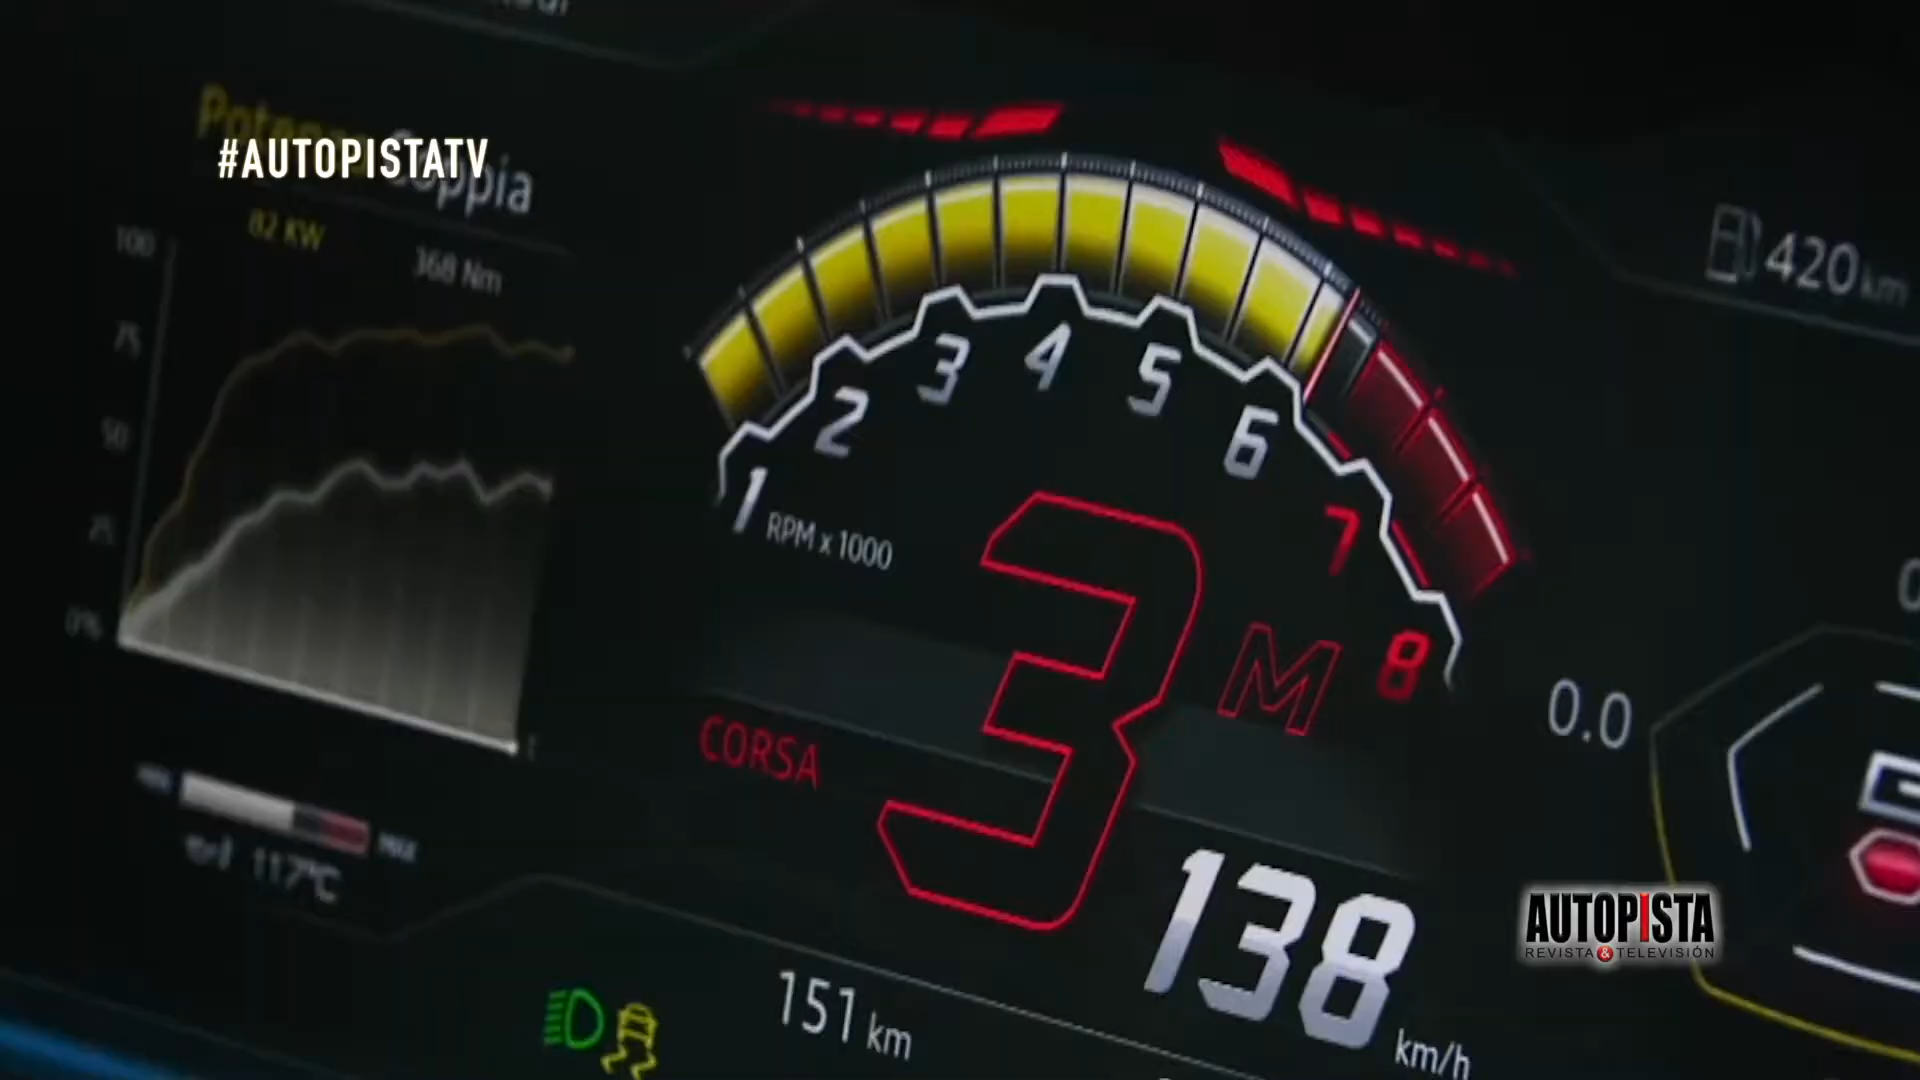 #AUTOPISTATV
Coppia
82 KW
368 Nm
100
75
50
25
0%
MAX
117°C
1
2
3
4
5
6
7
8
RPM x 1000
3
M
CORSA
138
km/h
151 km
420 km
0.0
AUTOPISTA
REVISTA & TELEVISIÓN